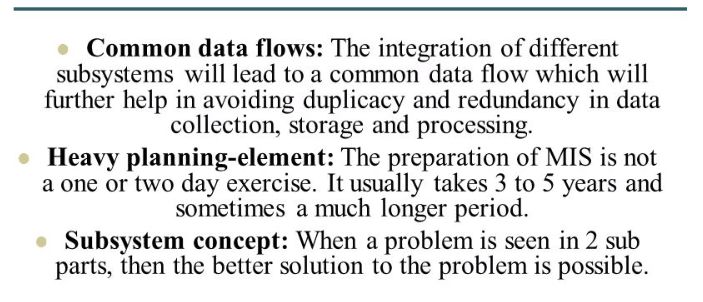 • Common data flows: The integration of different
subsystems will lead to a common data flow which will
further help in avoiding duplicacy and redundancy in data
collection, storage and processing.
• Heavy planning-element: The preparation of MIS is not
a one or two day exercise. It usually takes 3 to 5 years and
sometimes a much longer period.
• Subsystem concept: When a problem is seen in 2 sub
parts, then the better solution to the problem is possible.